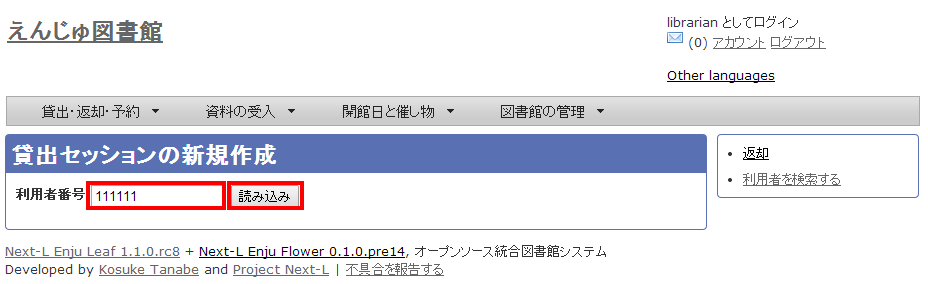 えんじゅ図書館
librarian としてログイン
(0) アカウント ログアウト
Other languages
貸出・返却・予約 資料の受入 開館日と催し物 図書館の管理
貸出セッションの新規作成
利用者番号 111111 読み込み
返却
利用者を検索する
Next-L Enju Leaf 1.1.0.rc8 + Next-L Enju Flower 0.1.0.pre14, オープンソース統合図書館システム
Developed by Kosuke Tanabe and Project Next-L | 不具合を報告する